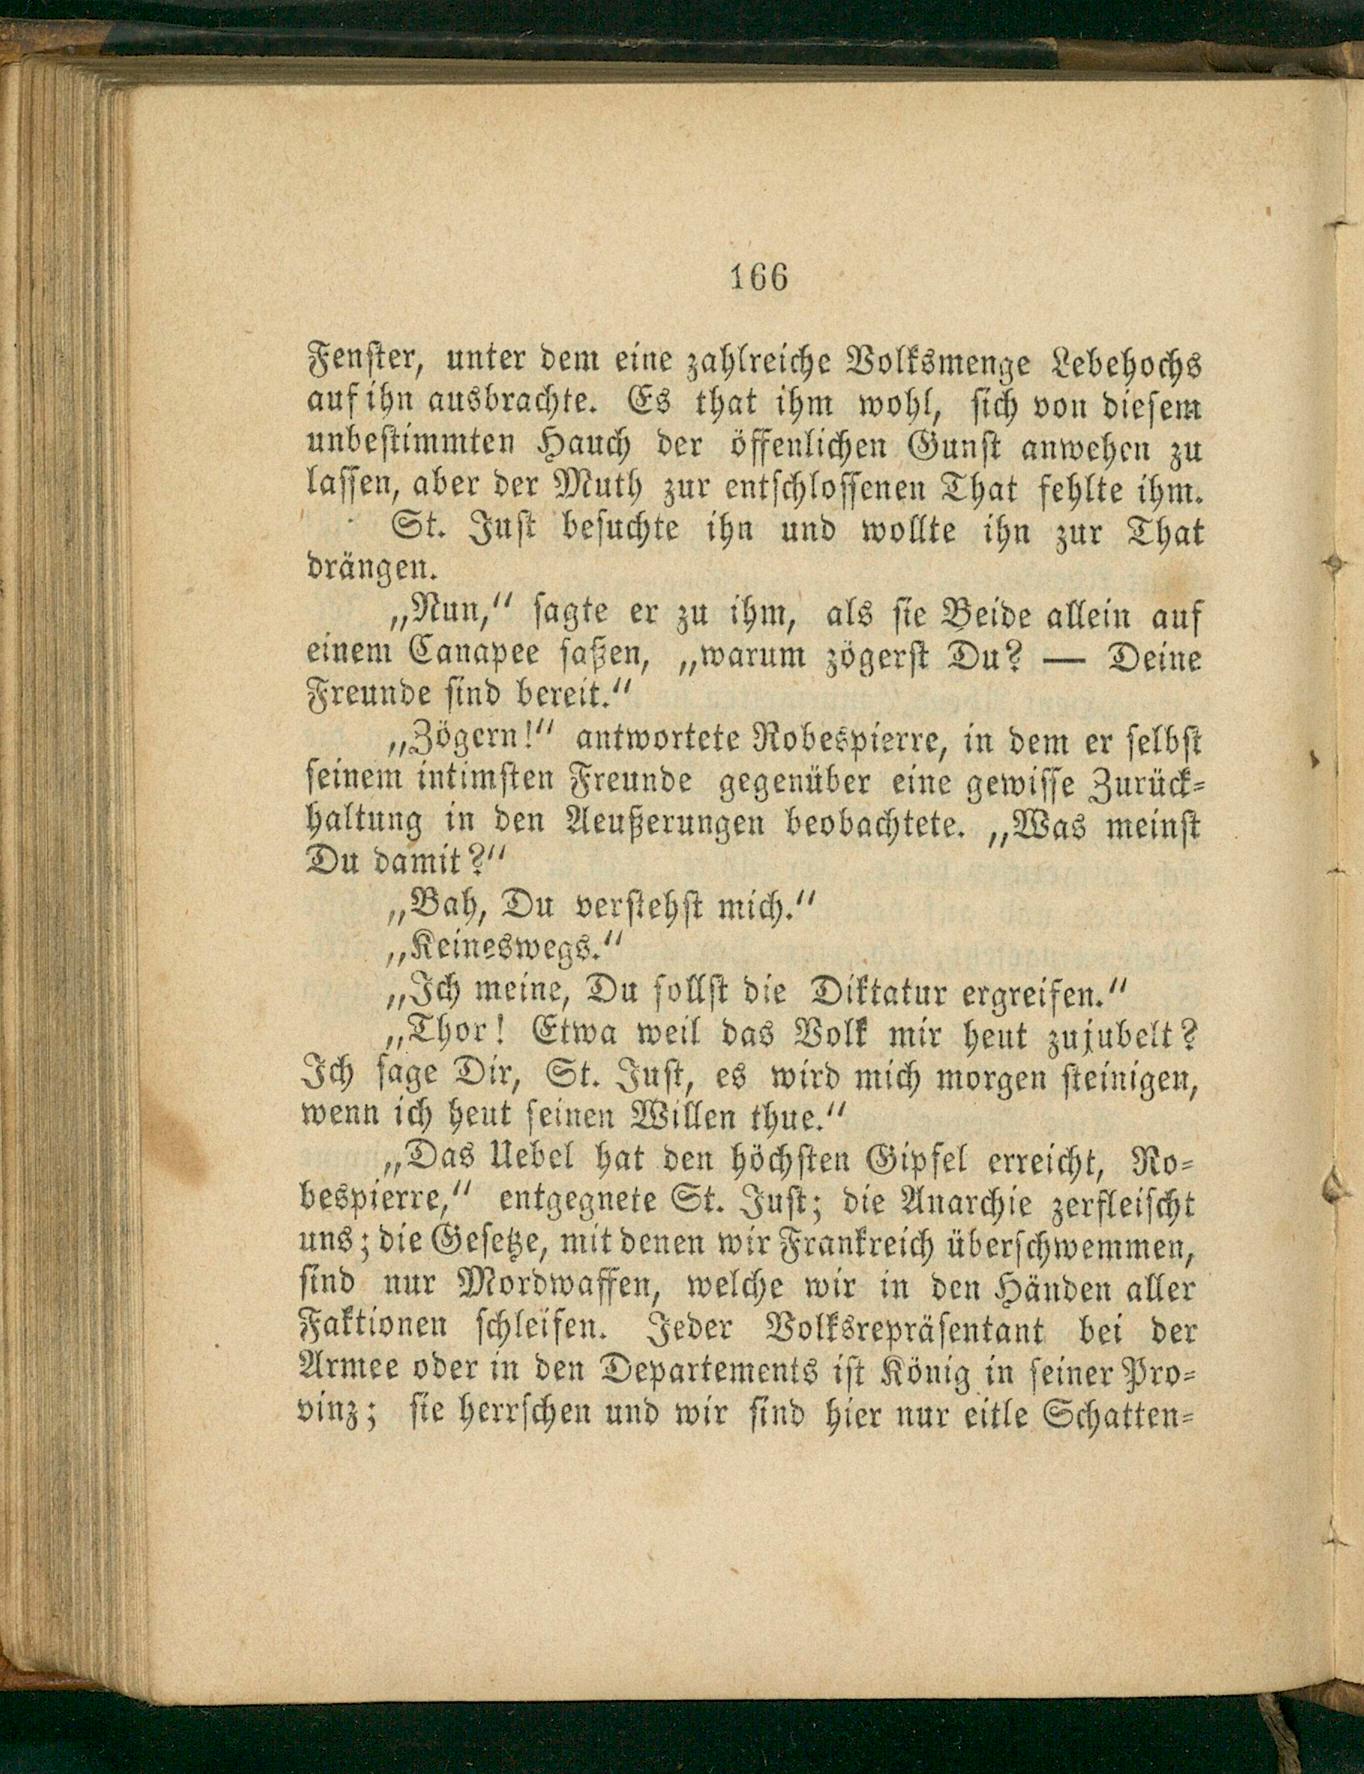 166
Fenster, unter dem eine zahlreiche Volksmenge Lebehochs
auf ihn ausbrachte. Es that ihm wohl, sich von diesem
unbestimmten Hauch der öffenlichen Gunst anwehen zu
lassen, aber der Muth zur entschlossenen That fehlte ihm.
St. Just besuchte ihn und wollte ihn zur That
drängen.
„Nun,“ sagte er zu ihm, als sie Beide allein auf
einem Canapee saßen, „warum zögerst Du? — Deine
Freunde sind bereit.“
„Zögern!“ antwortete Robespierre, in dem er selbst
seinem intimsten Freunde gegenüber eine gewisse Zurück-
haltung in den Aeußerungen beobachtete. „Was meinst
Du damit?“
„Bah, Du verstehst mich.“
„Keineswegs.“
„Ich meine, Du sollst die Diktatur ergreifen.“
„Thor! Etwa weil das Volk mir heut zujubelt?
Ich sage Dir, St. Just, es wird mich morgen steinigen,
wenn ich heut seinen Willen thue.“
„Das Uebel hat den höchsten Gipfel erreicht, Ro-
bespierre,“ entgegnete St. Just; die Anarchie zerfleischt
uns; die Gesetze, mit denen wir Frankreich überschwemmen,
sind nur Mordwaffen, welche wir in den Händen aller
Faktionen schleifen. Jeder Volksrepräsentant bei der
Armee oder in den Departements ist König in seiner Pro-
vinz; sie herrschen und wir sind hier nur eitle Schatten-